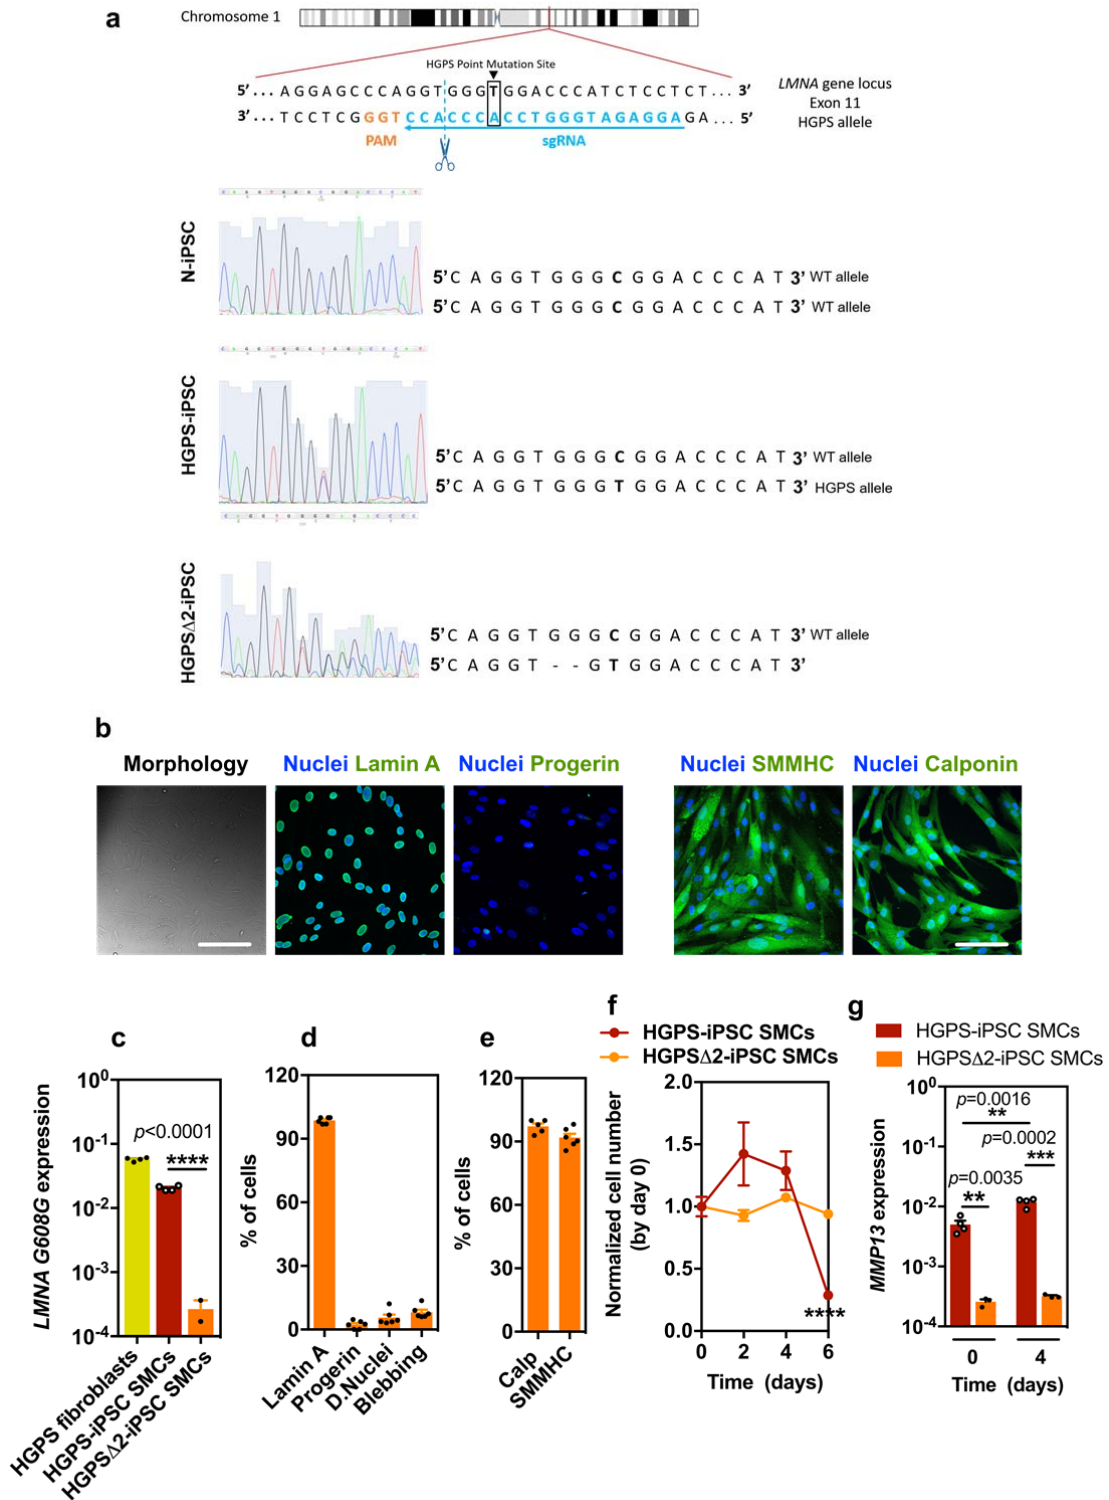 a
Chromosome 1
HGPS Point Mutation Site
5’... A G G A G C C C A G G T G G G T G G A C C C A T C T C C T C T ... 3’
3’... T C C T C G G G T C C A C C C A C C T G G G T A G A G G A G A ... 5’
LMNA gene locus
Exon 11
HGPS allele
PAM
sgRNA
N-iPSC
5’C A G G T G G G C G G A C C C A T 3’ WT allele
5’C A G G T G G G C G G A C C C A T 3’ WT allele
HGPS-iPSC
5’C A G G T G G G C G G A C C C A T 3’ WT allele
5’C A G G T G G G T G G A C C C A T 3’ HGPS allele
HGPSΔ2-iPSC
5’C A G G T G G G C G G A C C C A T 3’ WT allele
5’C A G G T - - G T G G A C C C A T 3’
b
Morphology
Nuclei Lamin A
Nuclei Progerin
Nuclei SMMHC
Nuclei Calponin
c
LMNA G608G expression
10⁰
10⁻¹
10⁻²
10⁻³
10⁻⁴
p<0.0001
****
HGPS fibroblasts
HGPS-iPSC SMCs
HGPSΔ2-iPSC SMCs
d
% of cells
120
90
60
30
0
Lamin A
Progerin
D.Nuclei
Blebbing
e
% of cells
120
90
60
30
0
Calp
SMMHC
f
HGPS-iPSC SMCs
HGPSΔ2-iPSC SMCs
Normalized cell number
(by day 0)
2.0
1.5
1.0
0.5
0.0
****
0 2 4 6
Time (days)
g
HGPS-iPSC SMCs
HGPSΔ2-iPSC SMCs
MMP13 expression
10⁰
10⁻¹
10⁻²
10⁻³
10⁻⁴
p=0.0016
**
p=0.0002
***
p=0.0035
**
0 4
Time (days)